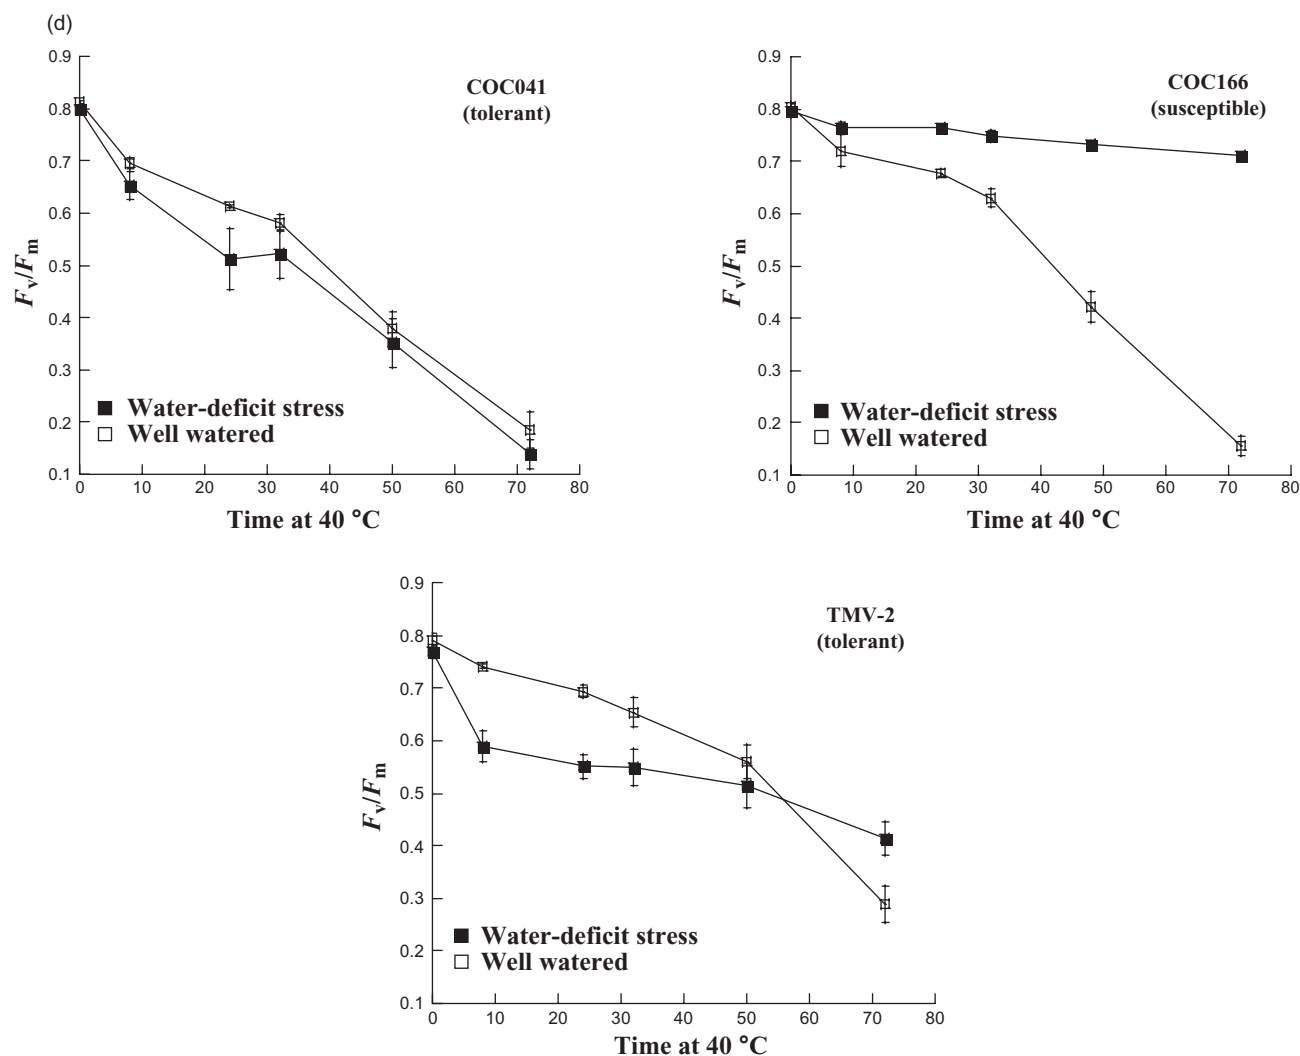 (d)
COC041
(tolerant)
0.9
0.8
0.7
0.6
0.5
0.4
0.3
0.2
0.1
Fv/Fm
Water-deficit stress
Well watered
0 10 20 30 40 50 60 70 80
Time at 40 °C
COC166
(susceptible)
0.9
0.8
0.7
0.6
0.5
0.4
0.3
0.2
0.1
Fv/Fm
Water-deficit stress
Well watered
0 10 20 30 40 50 60 70 80
Time at 40 °C
TMV-2
(tolerant)
0.9
0.8
0.7
0.6
0.5
0.4
0.3
0.2
0.1
Fv/Fm
Water-deficit stress
Well watered
0 10 20 30 40 50 60 70 80
Time at 40 °C